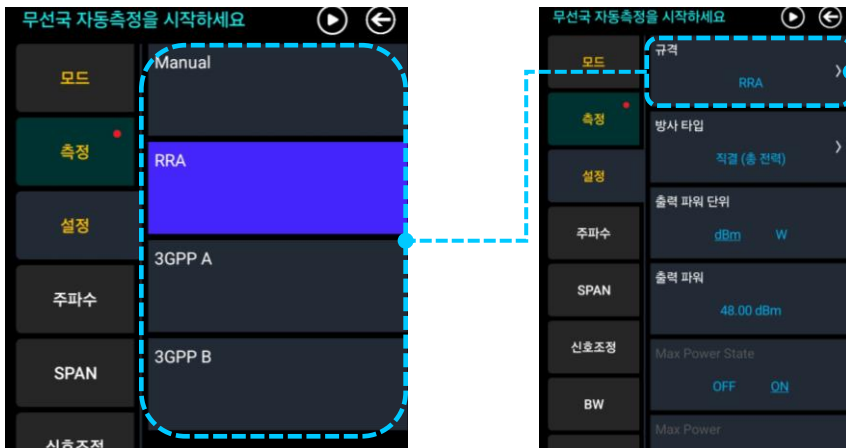 무선국 자동측정을 시작하세요
모드
측정
설정
주파수
SPAN
신호조정
Manual
RRA
3GPP A
3GPP B
무선국 자동측정을 시작하세요
모드
측정
설정
주파수
SPAN
신호조정
BW
규격
RRA
방사 타입
직결 (총 전력)
출력 파워 단위
dBm W
출력 파워
48.00 dBm
Max Power State
OFF ON
Max Power